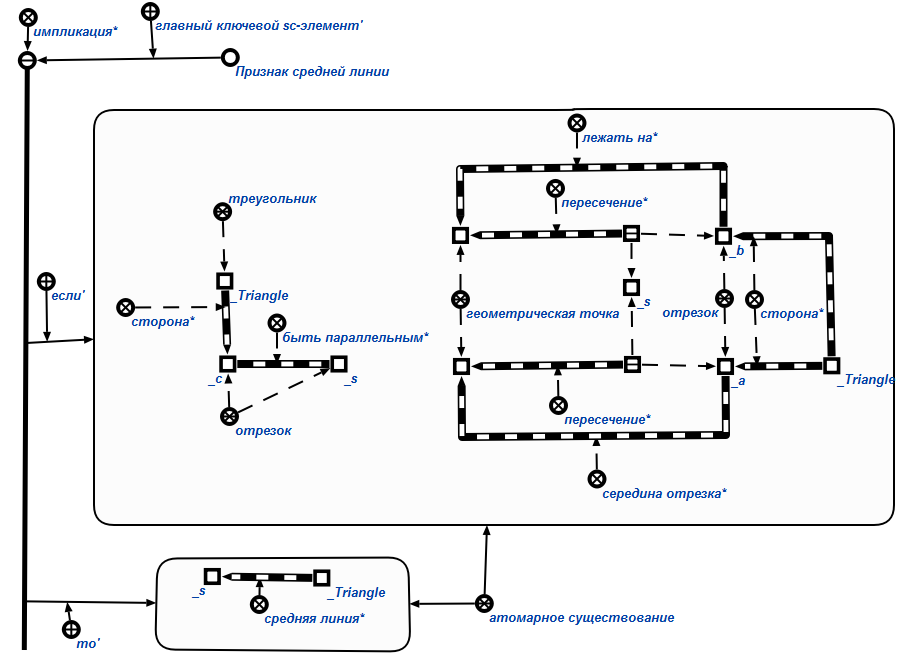 импликация*
главный ключевой sc-элемент'
Признак средней линии
лежать на*
треугольник
пересечение*
_b
если'
_Triangle
_s
сторона*
геометрическая точка
отрезок
сторона*
быть параллельным*
_c
_s
_a
_Triangle
отрезок
пересечение*
середина отрезка*
_s
_Triangle
средняя линия*
атомарное существование
то'